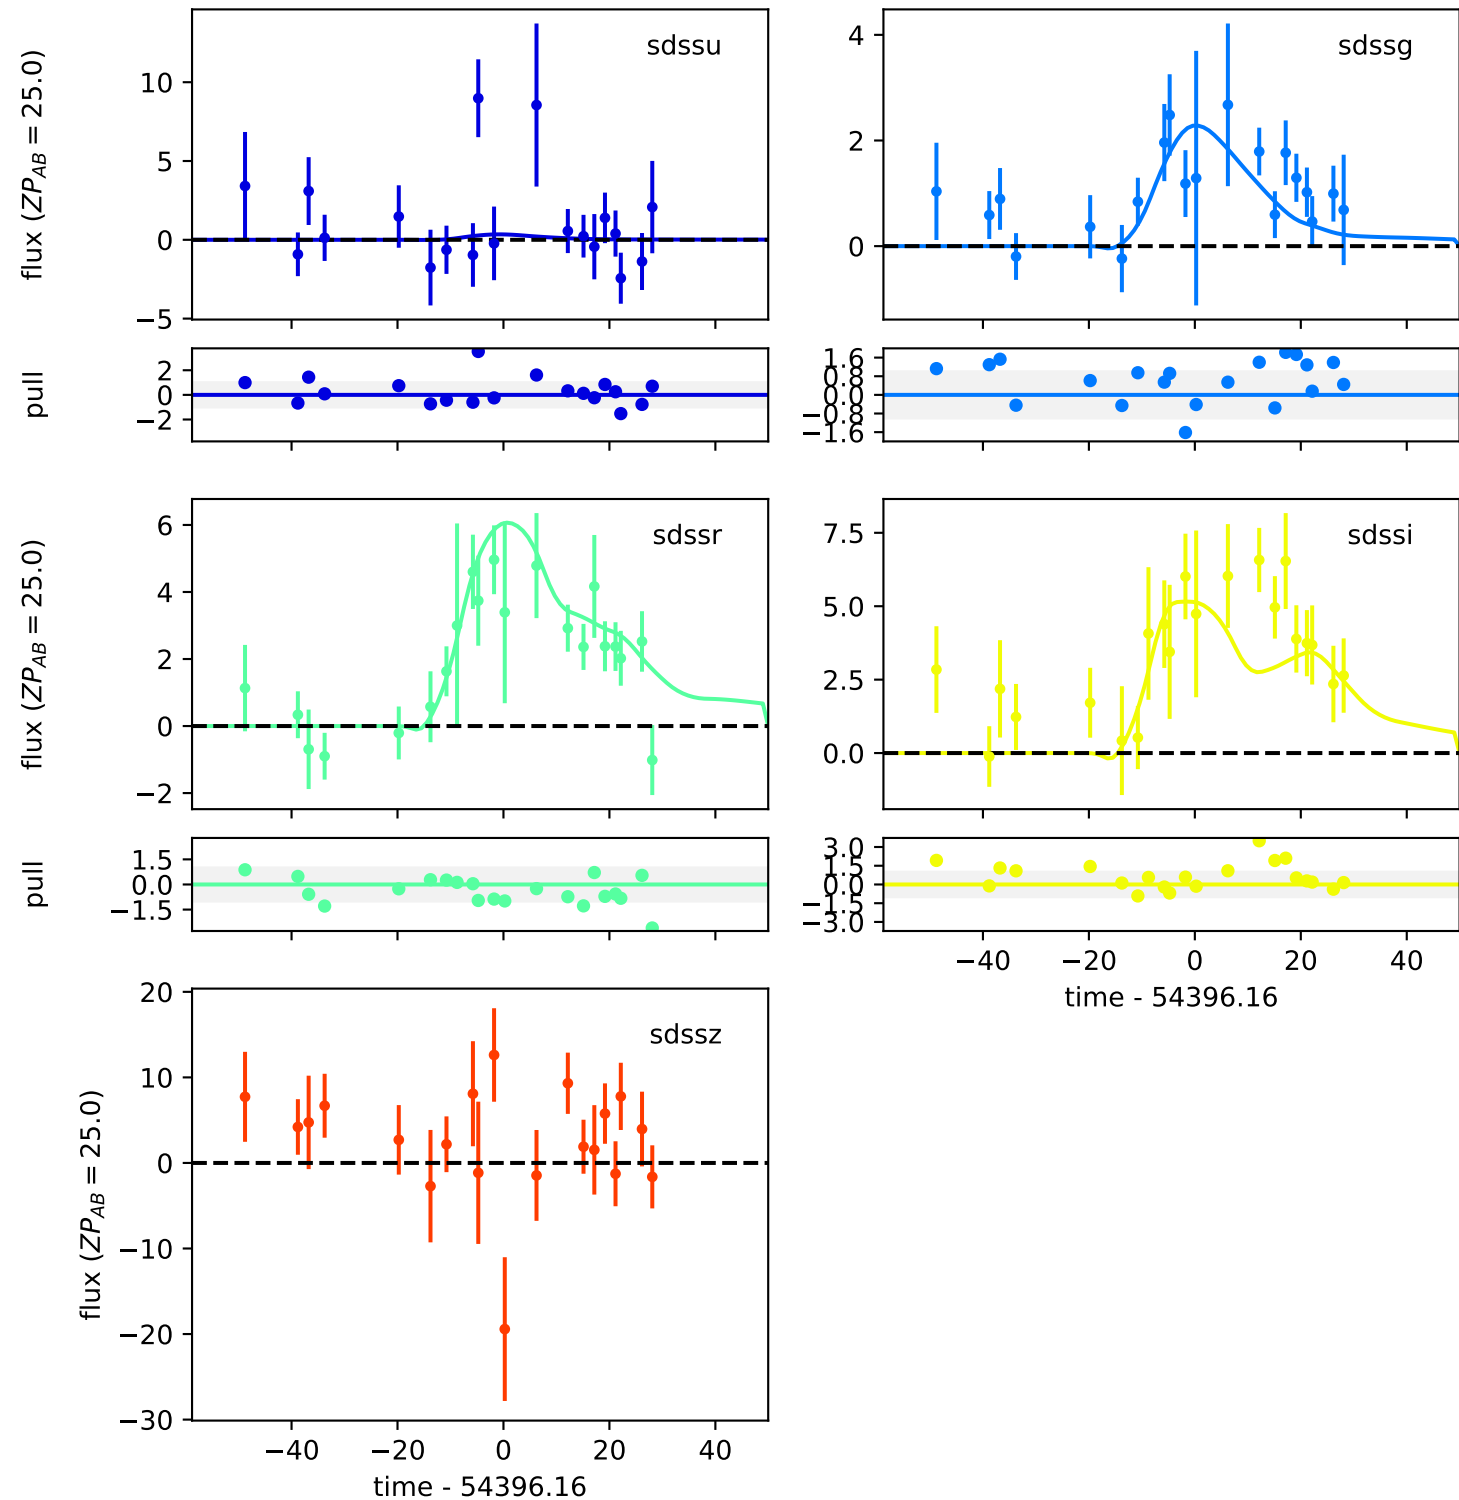 sdssu
flux (ZP_AB = 25.0)
10
5
0
−5
sdssg
4
2
0
pull
2
0
−2
1.6
0.8
0.0
−0.8
−1.6
sdssr
flux (ZP_AB = 25.0)
6
4
2
0
−2
sdssi
7.5
5.0
2.5
0.0
pull
1.5
0.0
−1.5
3.0
1.5
0.0
−1.5
−3.0
−40 −20 0 20 40
time - 54396.16
sdssz
flux (ZP_AB = 25.0)
20
10
0
−10
−20
−30
−40 −20 0 20 40
time - 54396.16